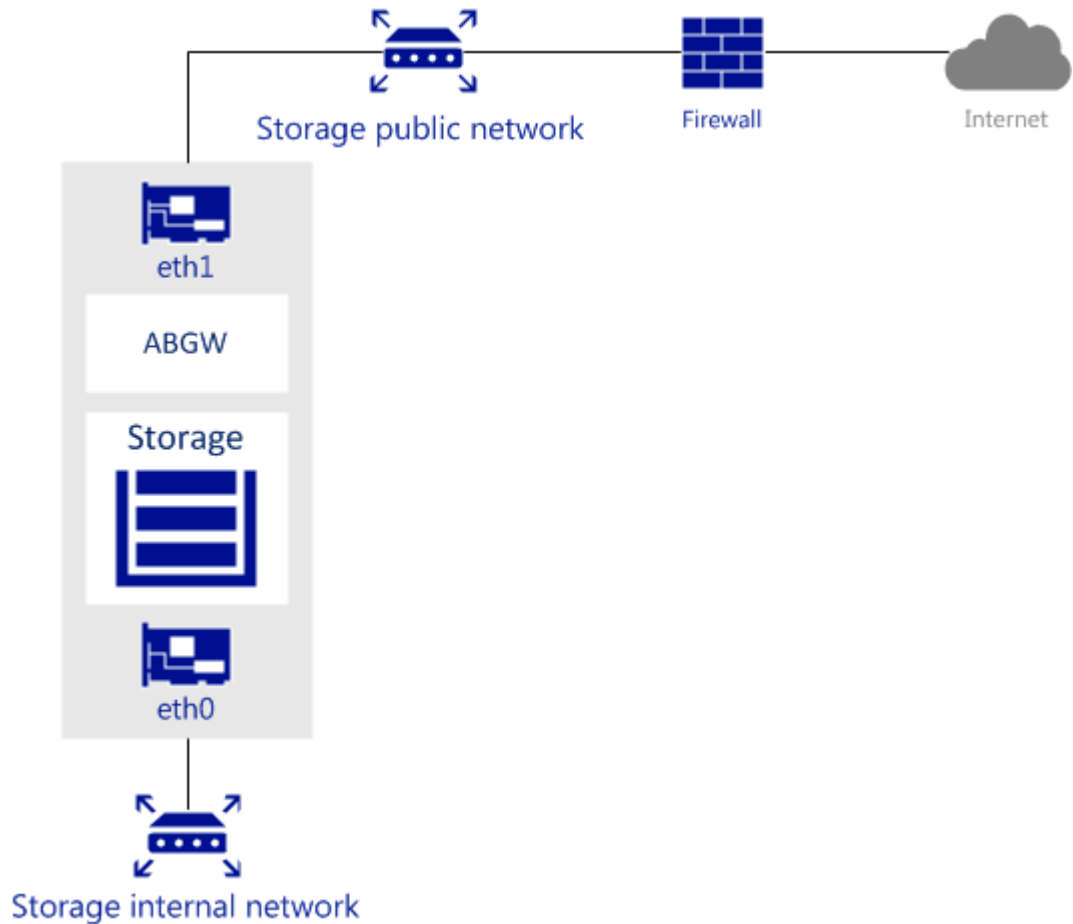 Storage public network
Firewall
Internet
eth1
ABGW
Storage
eth0
Storage internal network